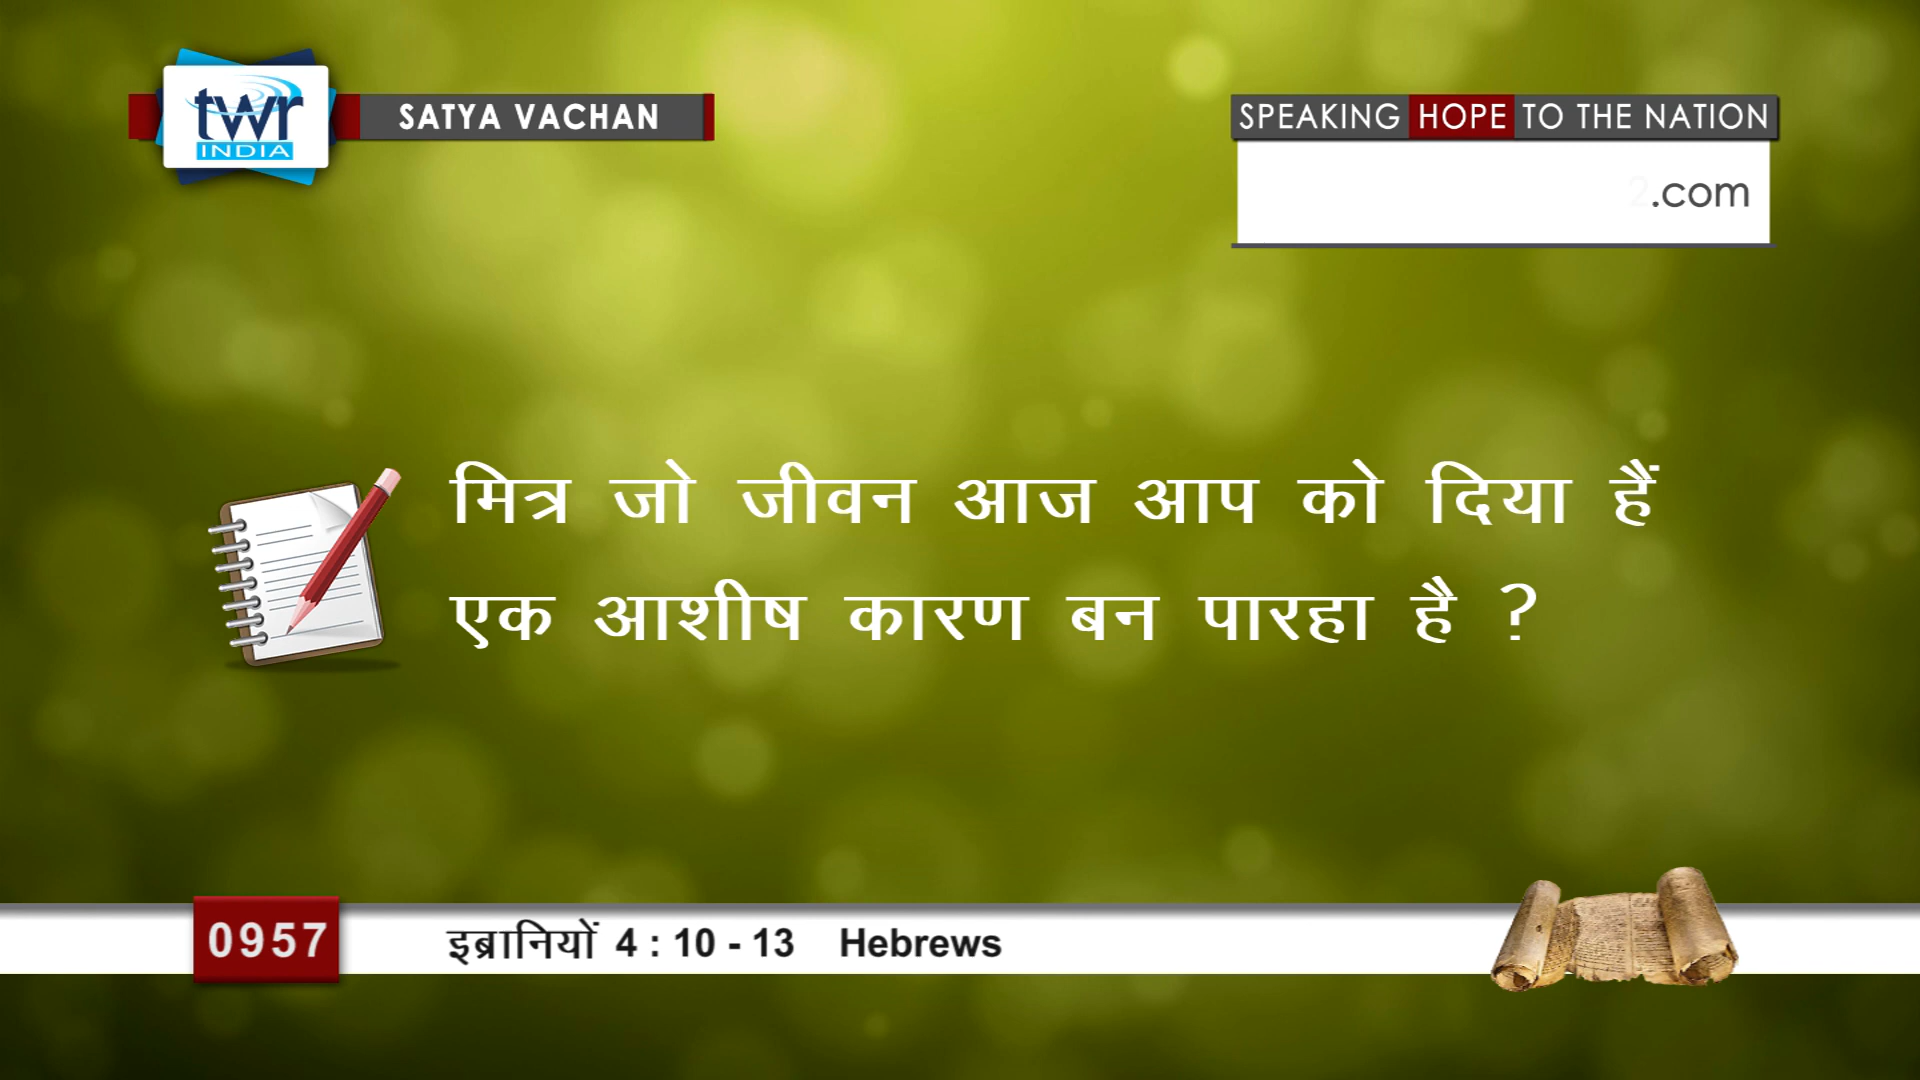 twr
INDIA
SATYA VACHAN
SPEAKING HOPE TO THE NATION
2.com
मित्र जो जीवन आज आप को दिया हैं
एक आशीष कारण बन पारहा है ?
0957
इब्रानियों 4 : 10 - 13 Hebrews